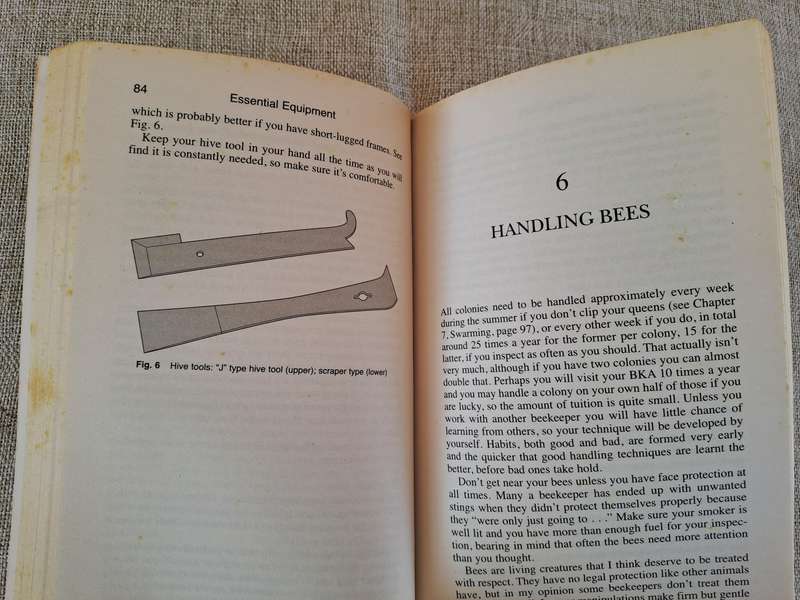 84
Essential Equipment
which is probably better if you have short-lugged frames. See
Fig. 6.
Keep your hive tool in your hand all the time as you will
find it is constantly needed, so make sure it's comfortable.
Fig. 6 Hive tools: "J" type hive tool (upper); scraper type (lower)
6
HANDLING BEES
All colonies need to be handled approximately every week
during the summer if you don't clip your queens (see Chapter
7, Swarming, page 97), or every other week if you do, in total
around 25 times a year for the former per colony, 15 for the
latter, if you inspect as often as you should. That actually isn't
very much, although if you have two colonies you can almost
double that. Perhaps you will visit your BKA 10 times a year
and you may handle a colony on your own half of those if you
are lucky, so the amount of tuition is quite small. Unless you
work with another beekeeper you will have little chance of
learning from others, so your technique will be developed by
yourself. Habits, both good and bad, are formed very early
and the quicker that good handling techniques are learnt the
better, before bad ones take hold.
Don't get near your bees unless you have face protection at
all times. Many a beekeeper has ended up with unwanted
stings when they didn't protect themselves properly because
they "were only just going to . . ." Make sure your smoker is
well lit and you have more than enough fuel for your inspec-
tion, bearing in mind that often the bees need more attention
than you thought.
Bees are living creatures that I think deserve to be treated
with respect. They have no legal protection like other animals
have, but in my opinion some beekeepers don't treat them
manipulations make firm but gentle